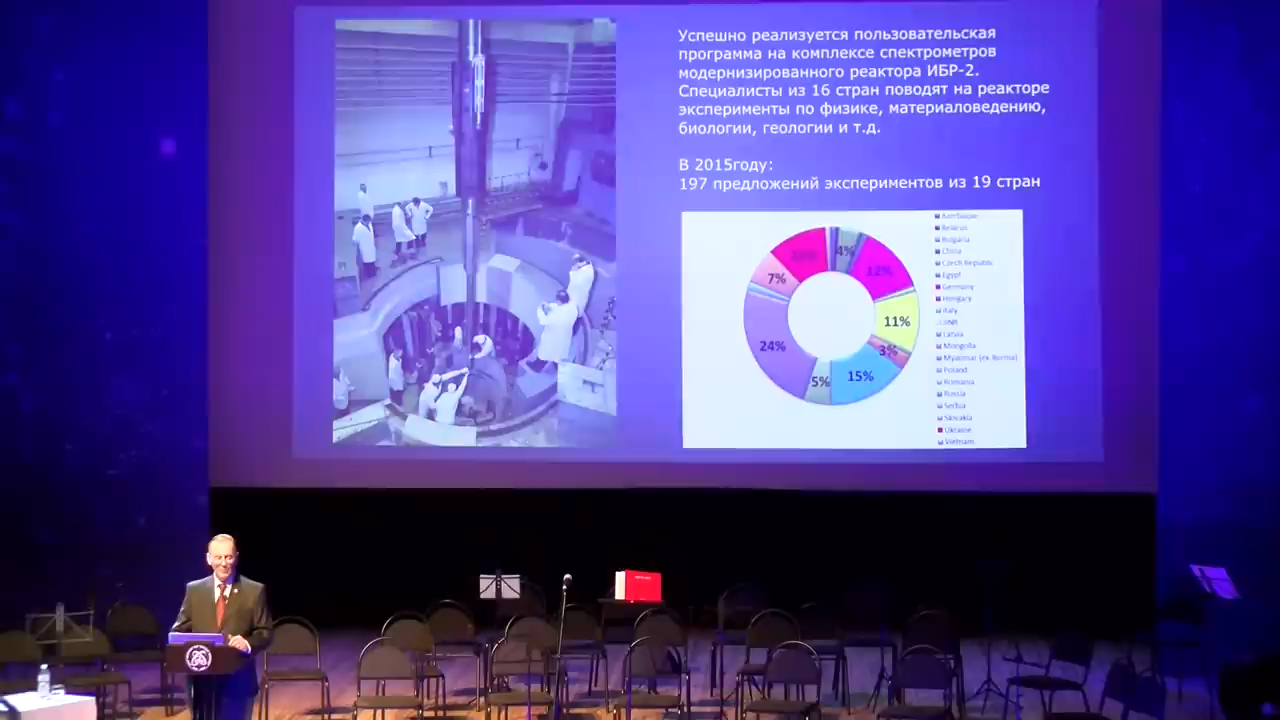 Успешно реализуется пользовательская
программа на комплексе спектрометров
модернизированного реактора ИБР-2.
Специалисты из 16 стран поводят на реакторе
эксперименты по физике, материаловедению,
биологии, геологии и т.д.
В 2015году:
197 предложений экспериментов из 19 стран
4%
12%
11%
3%
15%
5%
24%
7%
Azerbaijan
Belarus
Bulgaria
China
Czech Republic
Egypt
Germany
Hungary
Italy
JINR
Latvia
Mongolia
Myanmar (ex.Burma)
Poland
Romania
Russia
Serbia
Slovakia
Ukraine
Vietnam